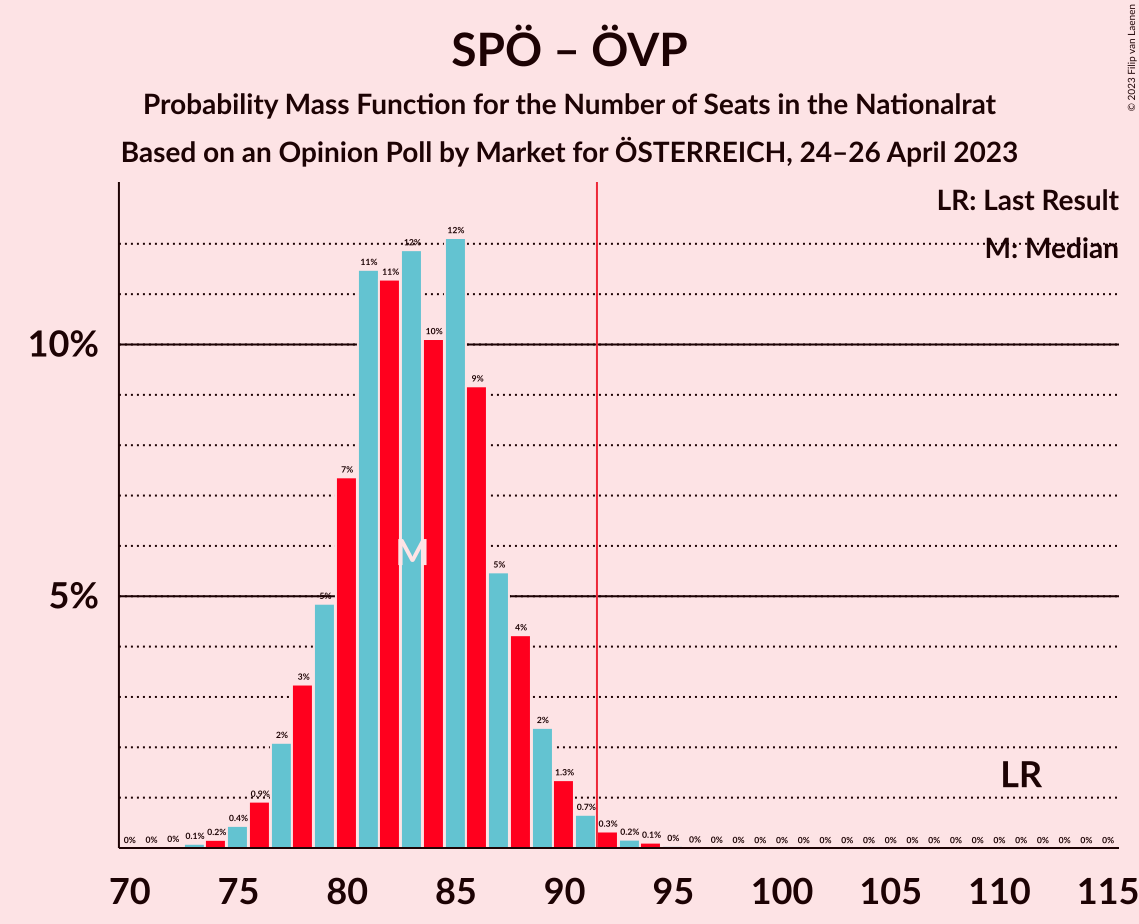 SPÖ – ÖVP
Probability Mass Function for the Number of Seats in the Nationalrat
Based on an Opinion Poll by Market for ÖSTERREICH, 24–26 April 2023
© 2023 Filip van Laenen
LR: Last Result
M: Median
10%
5%
0% 0% 0% 0.1% 0.2% 0.4% 0.9% 2% 3% 5% 7% 11% 11% 12% 10% 12% 9% 5% 4% 2% 1.3% 0.7% 0.3% 0.2% 0.1% 0% 0% 0% 0% 0% 0% 0% 0% 0% 0% 0% 0% 0% 0% 0% 0% 0% 0% 0% 0% 0%
M
LR
70 75 80 85 90 95 100 105 110 115